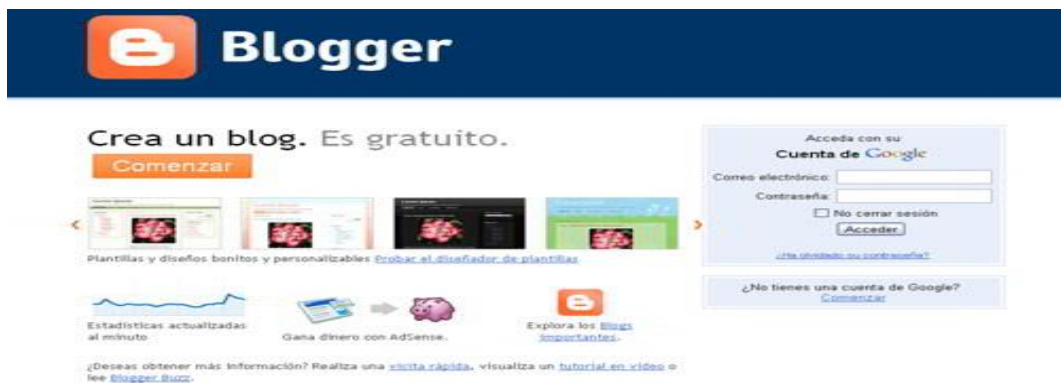 Blogger
Crea un blog. Es gratuito.
Comenzar
Acceda con su
Cuenta de Google
Correo electrónico:
Contraseña:
No cerrar sesión
Acceder
¿Ha olvidado su contraseña?
Plantillas y diseños bonitos y personalizables Probar el diseñador de plantillas
¿No tienes una cuenta de Google?
Comenzar
Estadísticas actualizadas
al minuto
Gana dinero con AdSense.
Explora los Blogs
importantes.
¿Deseas obtener más información? Realiza una visita rápida, visualiza un tutorial en vídeo o
lee Blogger Buzz.